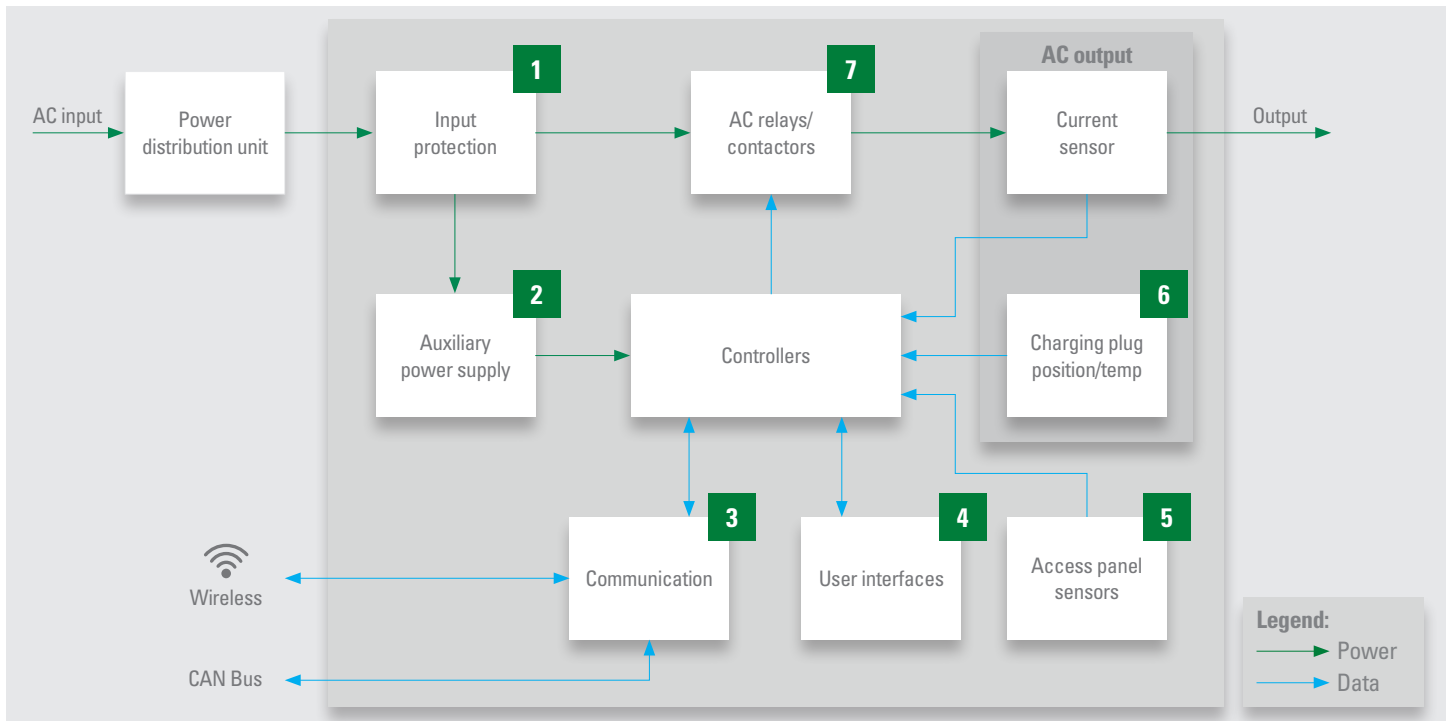 AC output
1
7
AC input
Power
distribution unit
Input
protection
AC relays/
contactors
Current
sensor
Output
2
6
Auxiliary
power supply
Controllers
Charging plug
position/temp
3
4
5
Communication
User interfaces
Access panel
sensors
Wireless
CAN Bus
Legend:
Power
Data